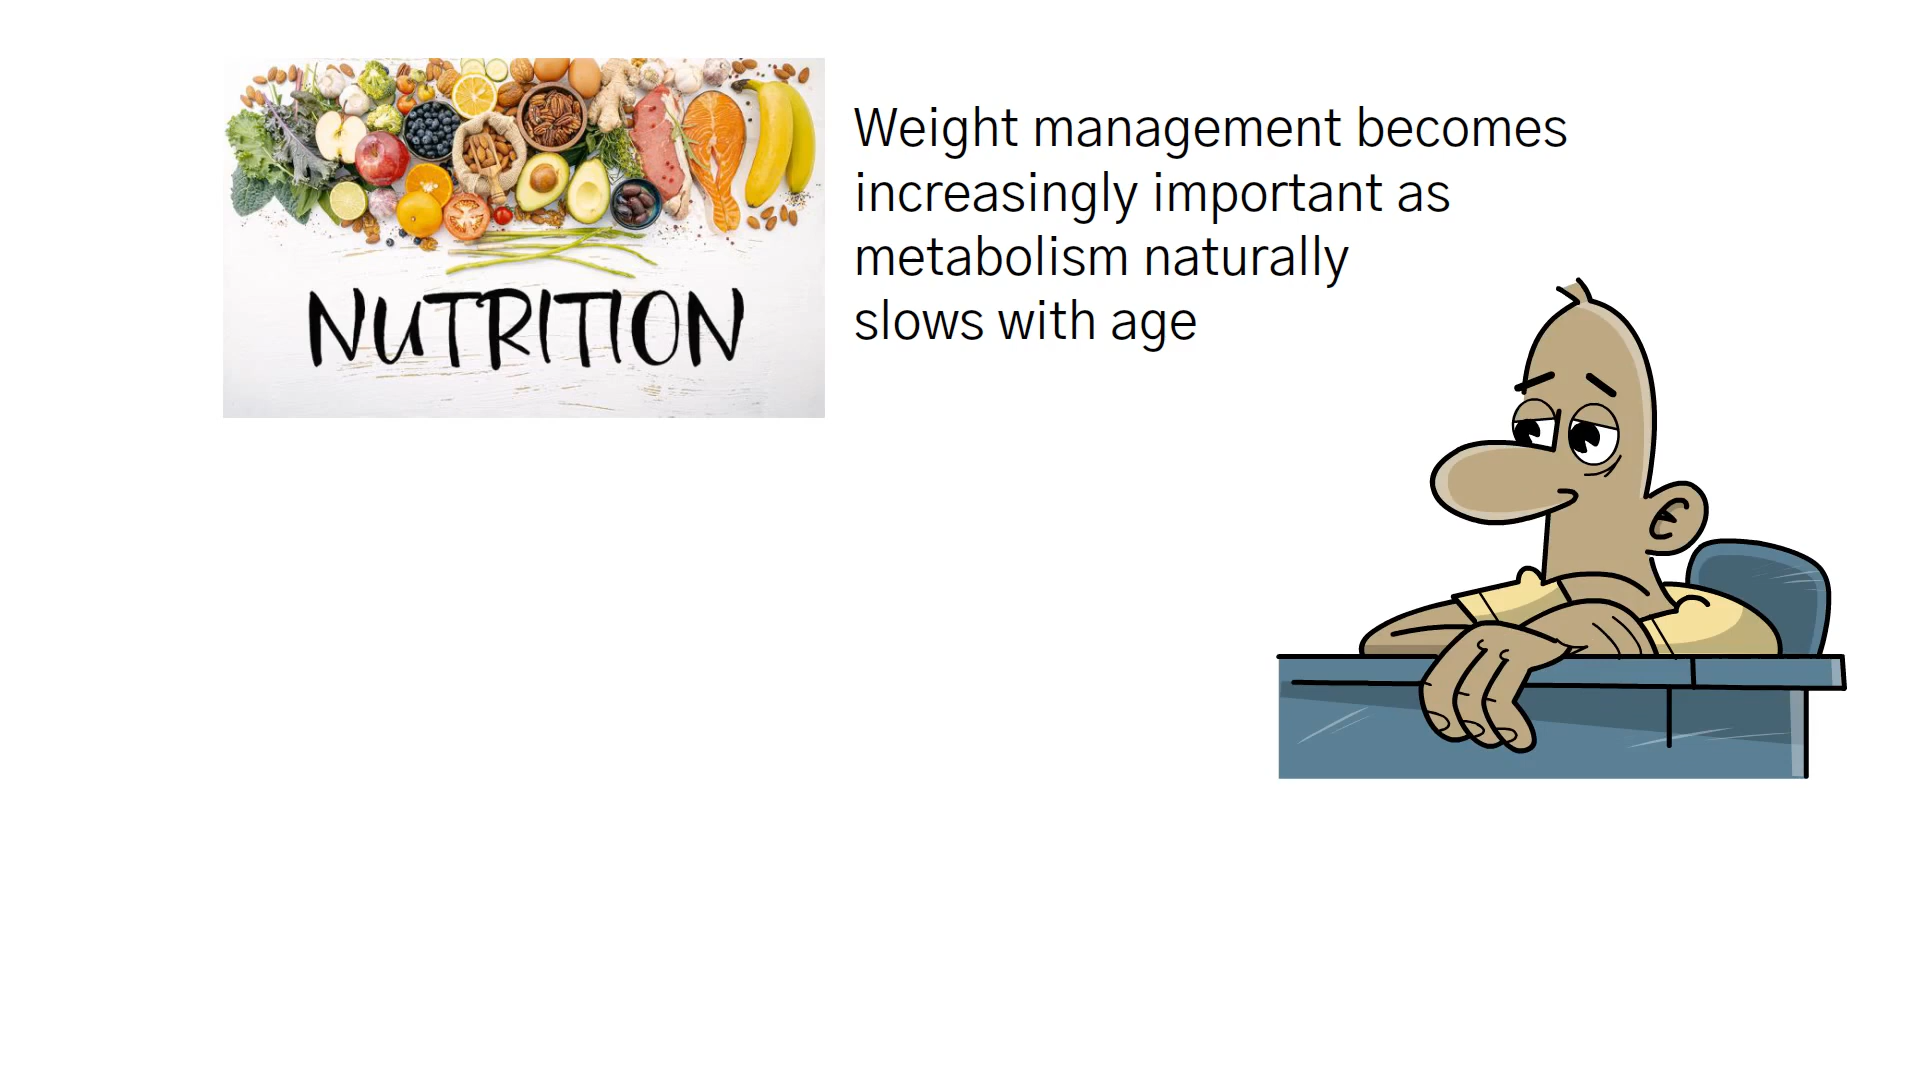 NUTRITION
Weight management becomes
increasingly important as
metabolism naturally
slows with age